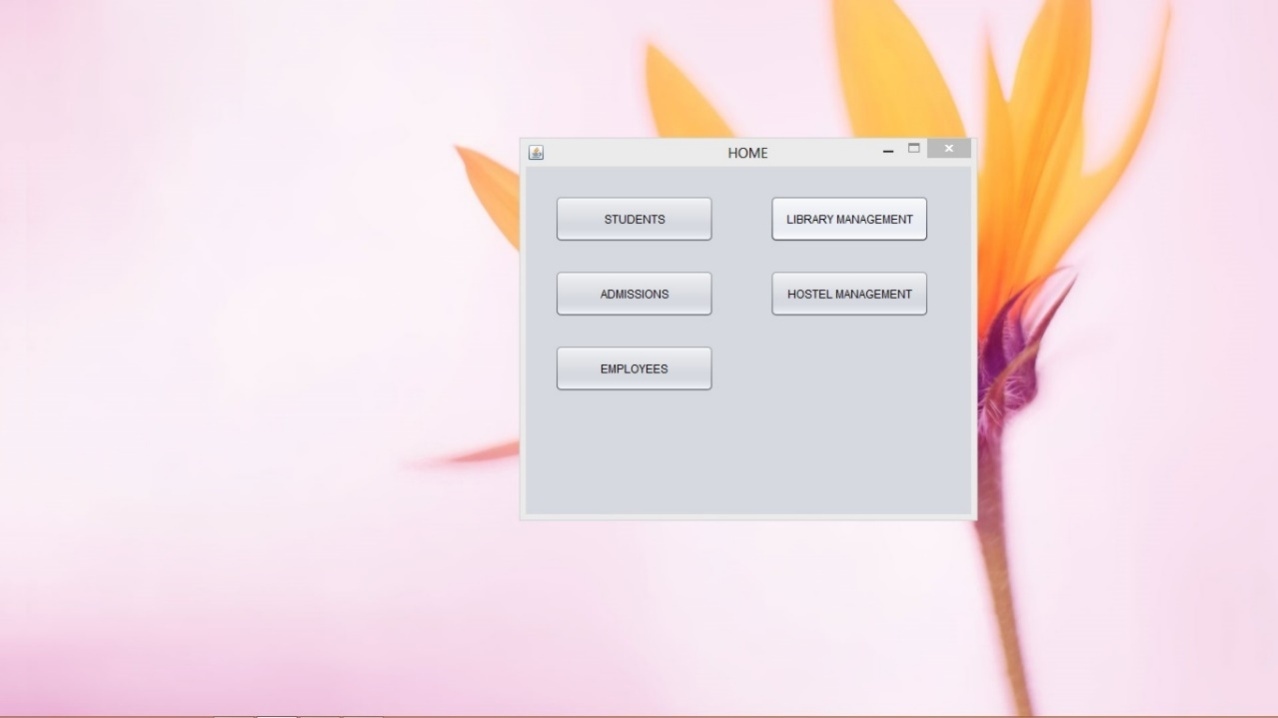 HOME
STUDENTS
LIBRARY MANAGEMENT
ADMISSIONS
HOSTEL MANAGEMENT
EMPLOYEES